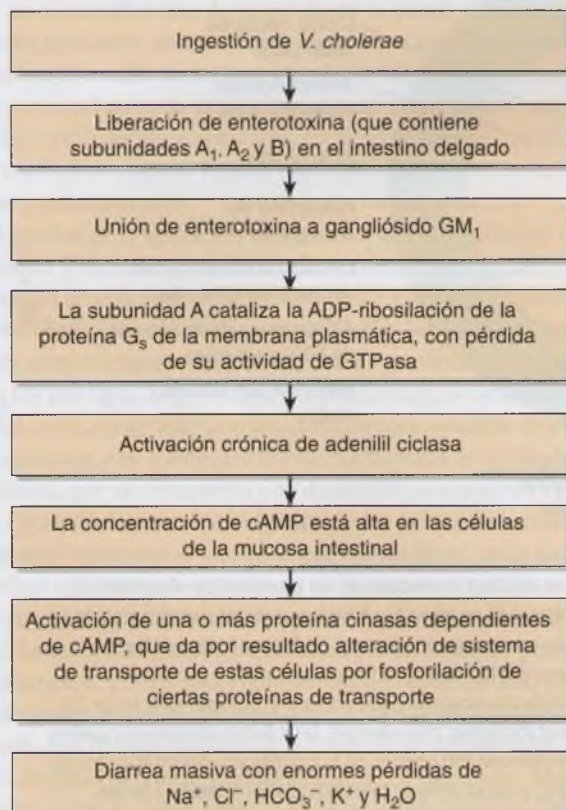 Ingestión de V. cholerae
Liberación de enterotoxina (que contiene
subunidades A₁, A₂ y B) en el intestino delgado
Unión de enterotoxina a gangliósido GM₁
La subunidad A cataliza la ADP-ribosilación de la
proteína Gₛ de la membrana plasmática, con pérdida
de su actividad de GTPasa
Activación crónica de adenilil ciclasa
La concentración de cAMP está alta en las células
de la mucosa intestinal
Activación de una o más proteína cinasas dependientes
de cAMP, que da por resultado alteración de sistema
de transporte de estas células por fosforilación de
ciertas proteínas de transporte
Diarrea masiva con enormes pérdidas de
Na⁺, Cl⁻, HCO₃⁻, K⁺ y H₂O